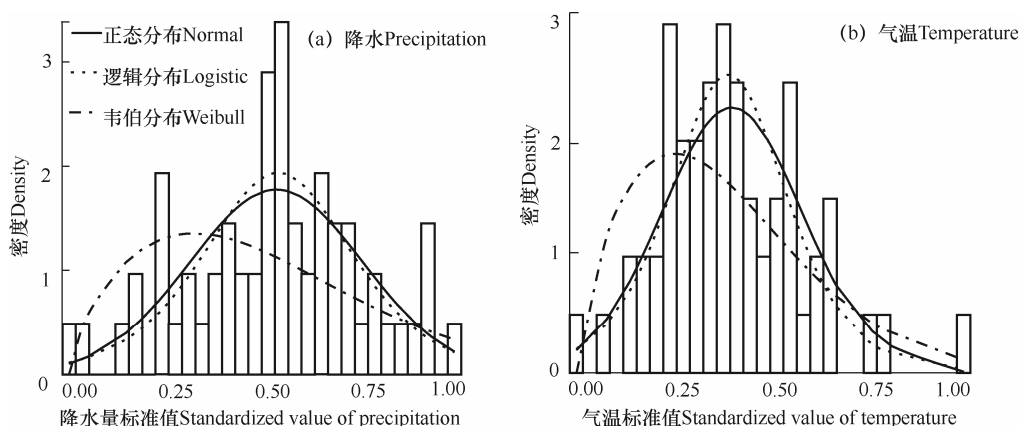 正态分布Normal
逻辑分布Logistic
韦伯分布Weibull
(a) 降水Precipitation
密度Density
3
2
1
0
0.00 0.25 0.50 0.75 1.00
降水量标准值Standardized value of precipitation
(b) 气温Temperature
密度Density
3
2
1
0
0.00 0.25 0.50 0.75 1.00
气温标准值Standardized value of temperature